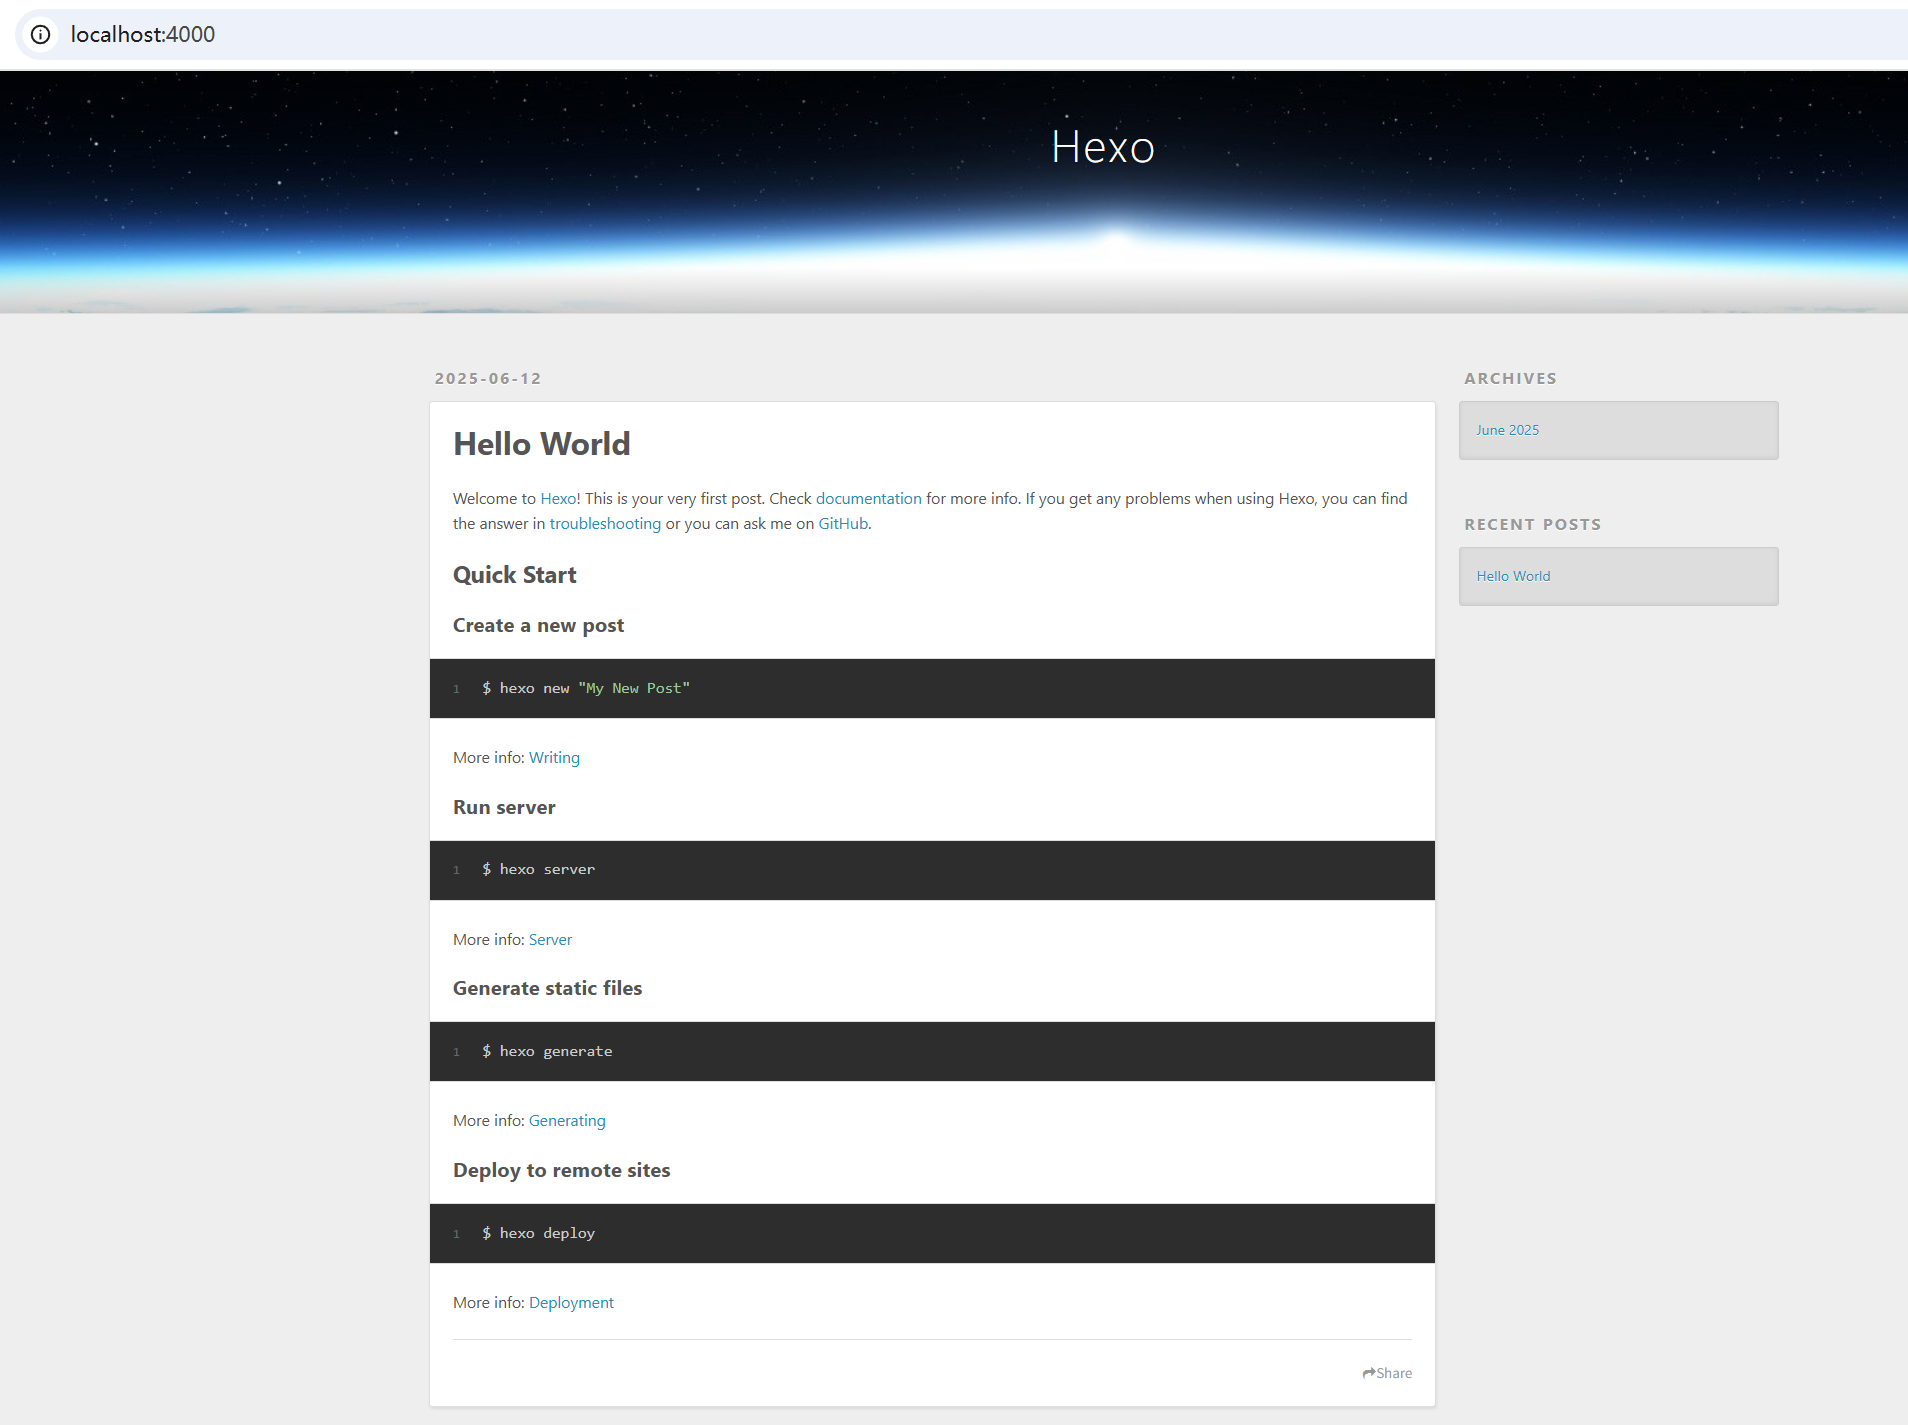 localhost:4000
Hexo
2025-06-12
Hello World
Welcome to Hexo! This is your very first post. Check documentation for more info. If you get any problems when using Hexo, you can find
the answer in troubleshooting or you can ask me on GitHub.
Quick Start
Create a new post
1 $ hexo new "My New Post"
More info: Writing
Run server
1 $ hexo server
More info: Server
Generate static files
1 $ hexo generate
More info: Generating
Deploy to remote sites
1 $ hexo deploy
More info: Deployment
Share
ARCHIVES
June 2025
RECENT POSTS
Hello World